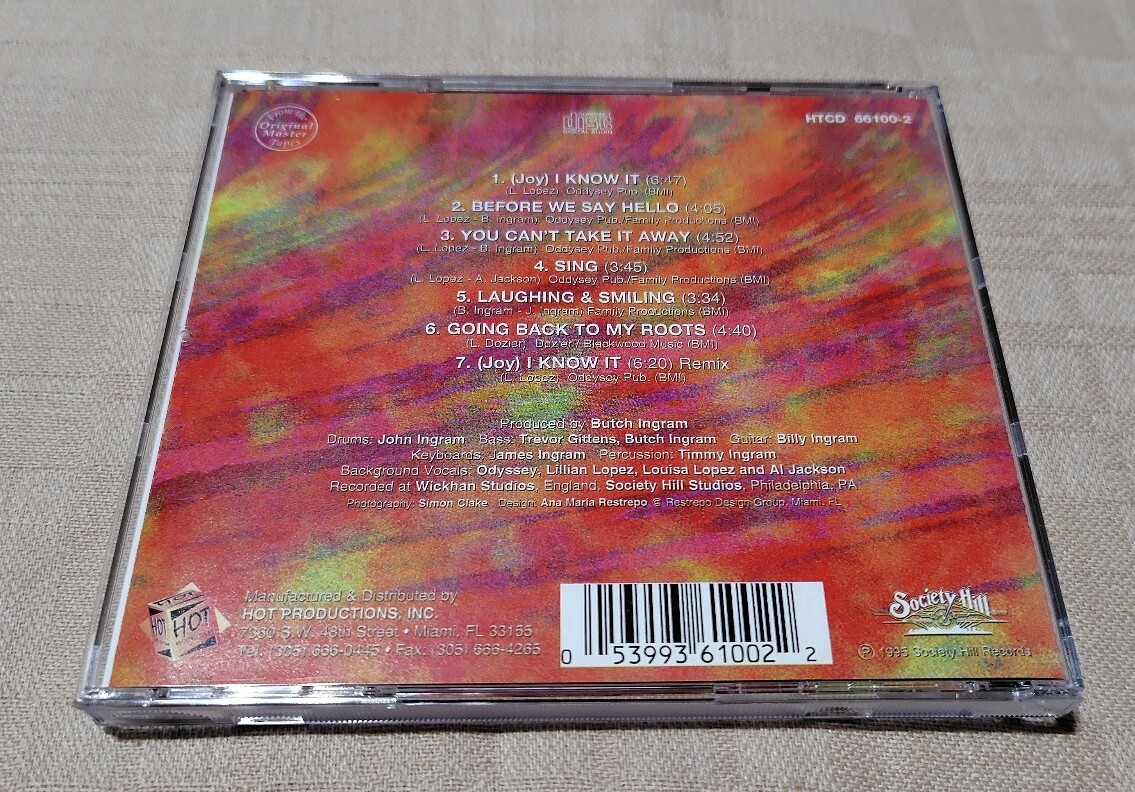 From the
Original
Master
Tapes
COMPACT
disc
DIGITAL AUDIO
HTCD 66100-2
1. (Joy) I KNOW IT (6:47)
(L. Lopez) Oddysey Pub. (BMI)
2. BEFORE WE SAY HELLO (4:05)
(L. Lopez - B. Ingram) Oddysey Pub./Family Productions (BMI)
3. YOU CAN'T TAKE IT AWAY (4:52)
(L. Lopez - B. Ingram) Oddysey Pub./Family Productions (BMI)
4. SING (3:45)
(L. Lopez - A. Jackson) Oddysey Pub./Family Productions (BMI)
5. LAUGHING & SMILING (3:34)
(B. Ingram - J. Ingram) Family Productions (BMI)
6. GOING BACK TO MY ROOTS (4:40)
(L. Dozier) Dozier / Blackwood Music (BMI)
7. (Joy) I KNOW IT (6:20) Remix
(L. Lopez) Oddysey Pub. (BMI)
Produced by Butch Ingram
Drums: John Ingram Bass: Trevor Gittens, Butch Ingram Guitar: Billy Ingram
Keyboards: James Ingram Percussion: Timmy Ingram
Background Vocals: Odyssey, Lillian Lopez, Louisa Lopez and Al Jackson
Recorded at Wickhan Studios, England, Society Hill Studios, Philadelphia, PA
Photography: Simon Clake Design: Ana Maria Restrepo @ Restrepo Design Group, Miami, FL
HOT
HOT
HOT
Manufactured & Distributed by
HOT PRODUCTIONS, INC.
7360 S.W. 48th Street • Miami, FL 33155
Tel. (305) 666-0445 • Fax: (305) 666-4265
0 53993 61002 2
Society Hill
℗ 1995 Society Hill Records